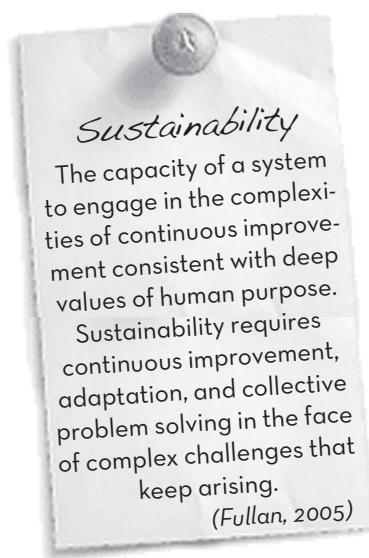 Sustainability
The capacity of a system
to engage in the complexi-
ties of continuous improve-
ment consistent with deep
values of human purpose.
Sustainability requires
continuous improvement,
adaptation, and collective
problem solving in the face
of complex challenges that
keep arising.
(Fullan, 2005)